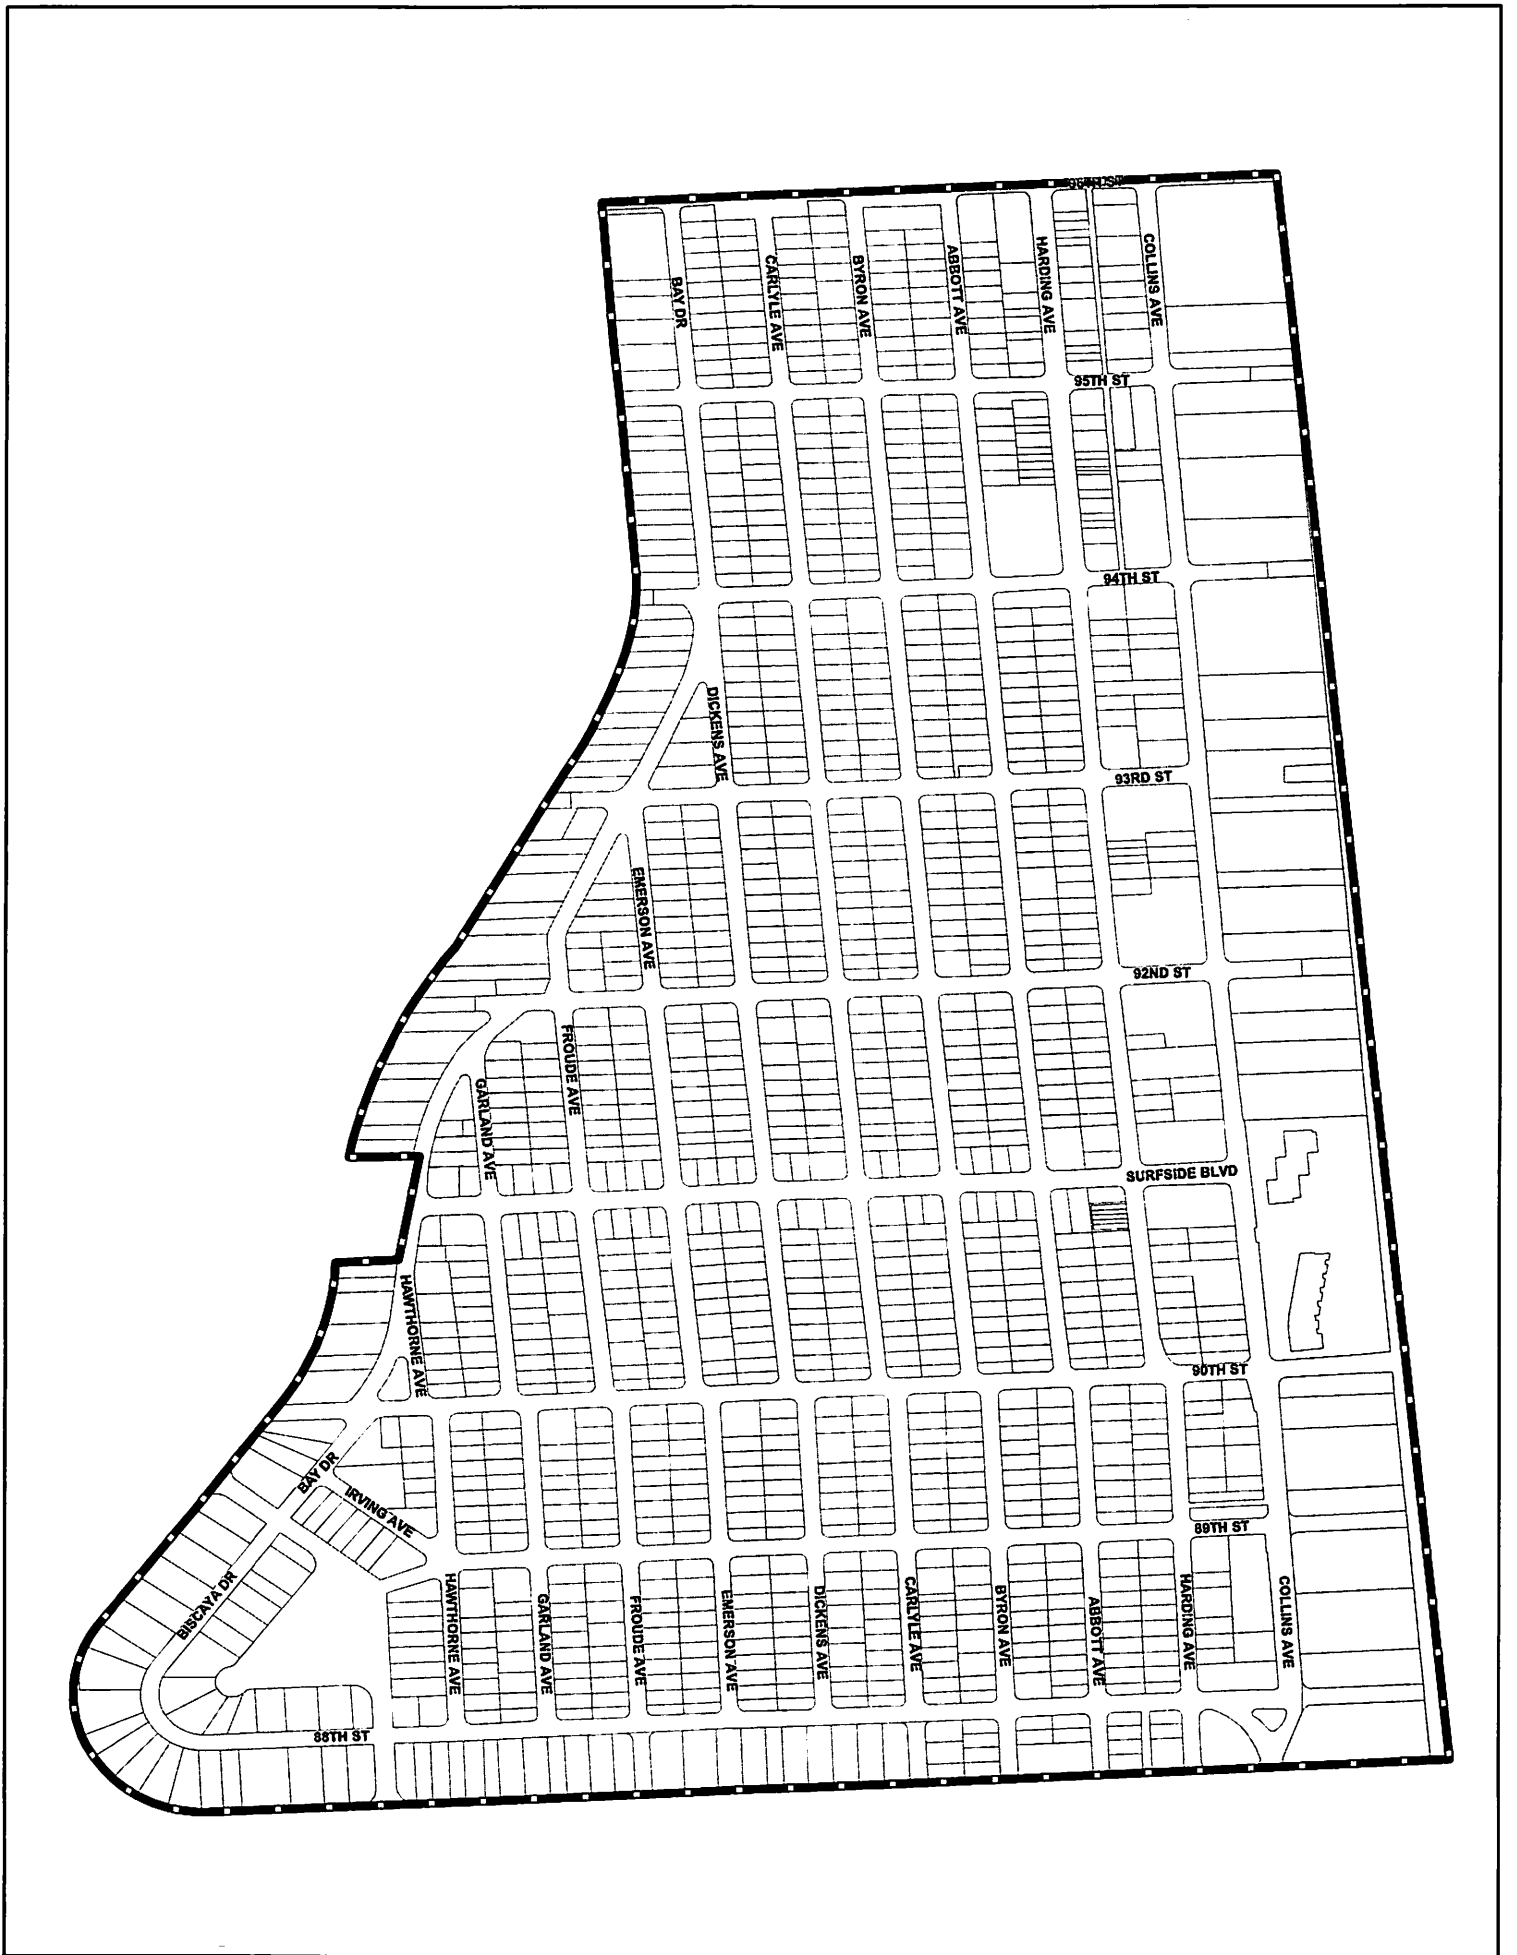 96TH ST
COLLINS AVE
HARDING AVE
ABBOTT AVE
BYRON AVE
CARLYLE AVE
BAY DR
95TH ST
94TH ST
DICKENS AVE
93RD ST
EMERSON AVE
92ND ST
FROUDE AVE
GARLAND AVE
SURFSIDE BLVD
HAWTHORNE AVE
90TH ST
BAY DR
IRVING AVE
89TH ST
BISCAYA DR
HAWTHORNE AVE
GARLAND AVE
FROUDE AVE
EMERSON AVE
DICKENS AVE
CARLYLE AVE
BYRON AVE
ABBOTT AVE
HARDING AVE
COLLINS AVE
88TH ST